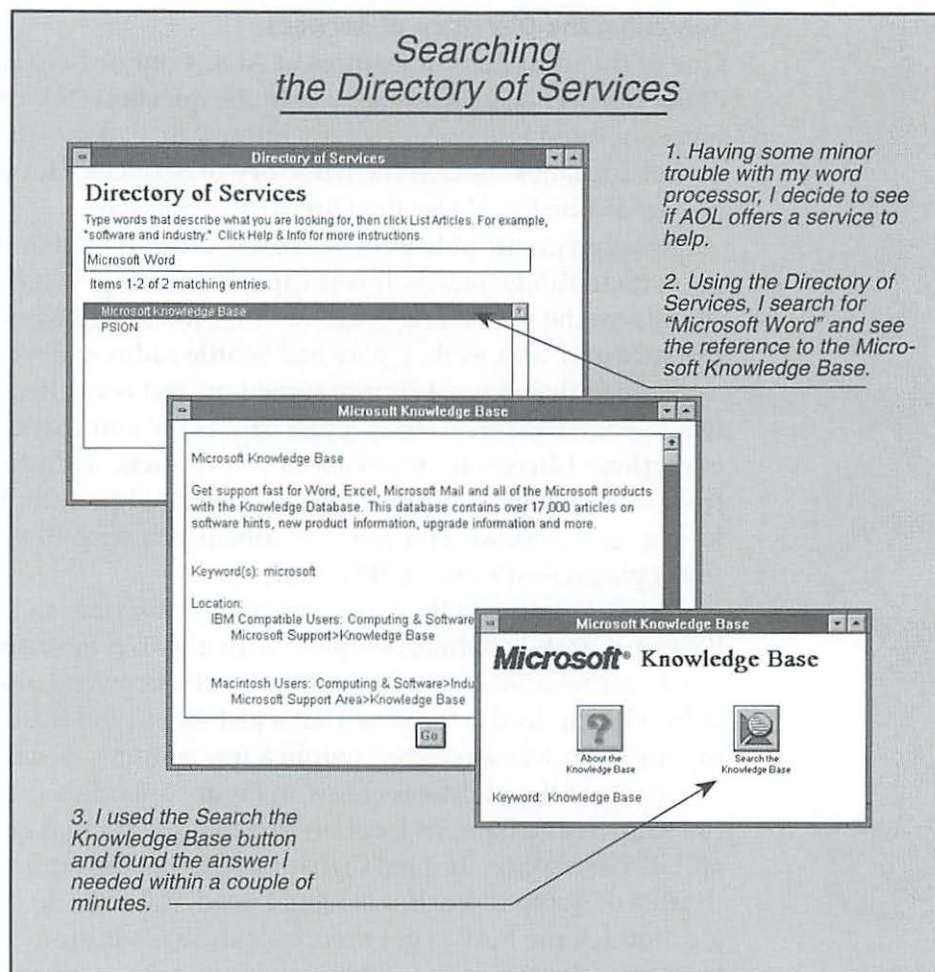 Searching
the Directory of Services
Directory of Services
Directory of Services
Type words that describe what you are looking for, then click List Articles. For example,
"software and industry." Click Help & Info for more instructions.
Microsoft Word
Items 1-2 of 2 matching entries.
Microsoft Knowledge Base
PSION
1. Having some minor
trouble with my word
processor, I decide to see
if AOL offers a service to
help.
2. Using the Directory of
Services, I search for
"Microsoft Word" and see
the reference to the Micro-
soft Knowledge Base.
Microsoft Knowledge Base
Microsoft Knowledge Base
Get support fast for Word, Excel, Microsoft Mail and all of the Microsoft products
with the Knowledge Database. This database contains over 17,000 articles on
software hints, new product information, upgrade information and more.
Keyword(s): microsoft
Location:
IBM Compatible Users: Computing & Software
Microsoft Support>Knowledge Base
Macintosh Users: Computing & Software>Indu
Microsoft Support Area>Knowledge Base
Go
Microsoft Knowledge Base
Microsoft® Knowledge Base
?
About the
Knowledge Base
Search the
Knowledge Base
Keyword: Knowledge Base
3. I used the Search the
Knowledge Base button
and found the answer I
needed within a couple of
minutes.